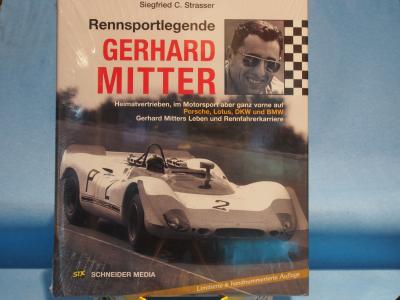 Siegfried C. Strasser
Rennsportlegende
GERHARD
MITTER
Heimatvertrieben, im Motorsport aber ganz vorne auf
Porsche, Lotus, DKW und BMW
Gerhard Mitters Leben und Rennfahrerkarriere
2
2
SCHNEIDER MEDIA
Limitierte & handnummerierte Auflage